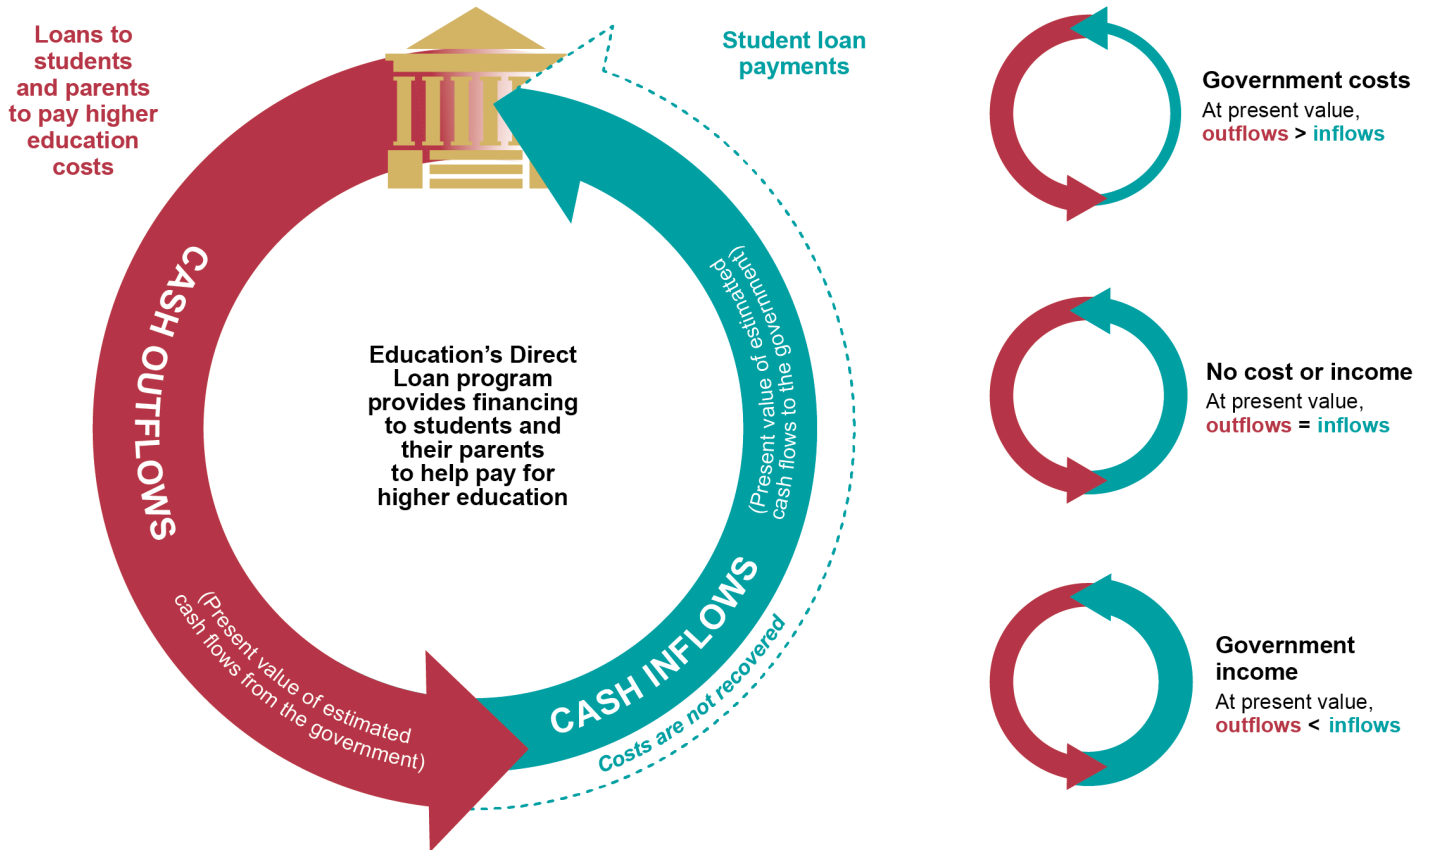 Loans to
students
and parents
to pay higher
education
costs
Student loan
payments
CASH OUTFLOWS
(Present value of estimated
cash flows from the government)
Education’s Direct
Loan program
provides financing
to students and
their parents
to help pay for
higher education
CASH INFLOWS
(Present value of estimatted
cash flows to the government)
Costs are not recovered
Government costs
At present value,
outflows > inflows
No cost or income
At present value,
outflows = inflows
Government
income
At present value,
outflows < inflows